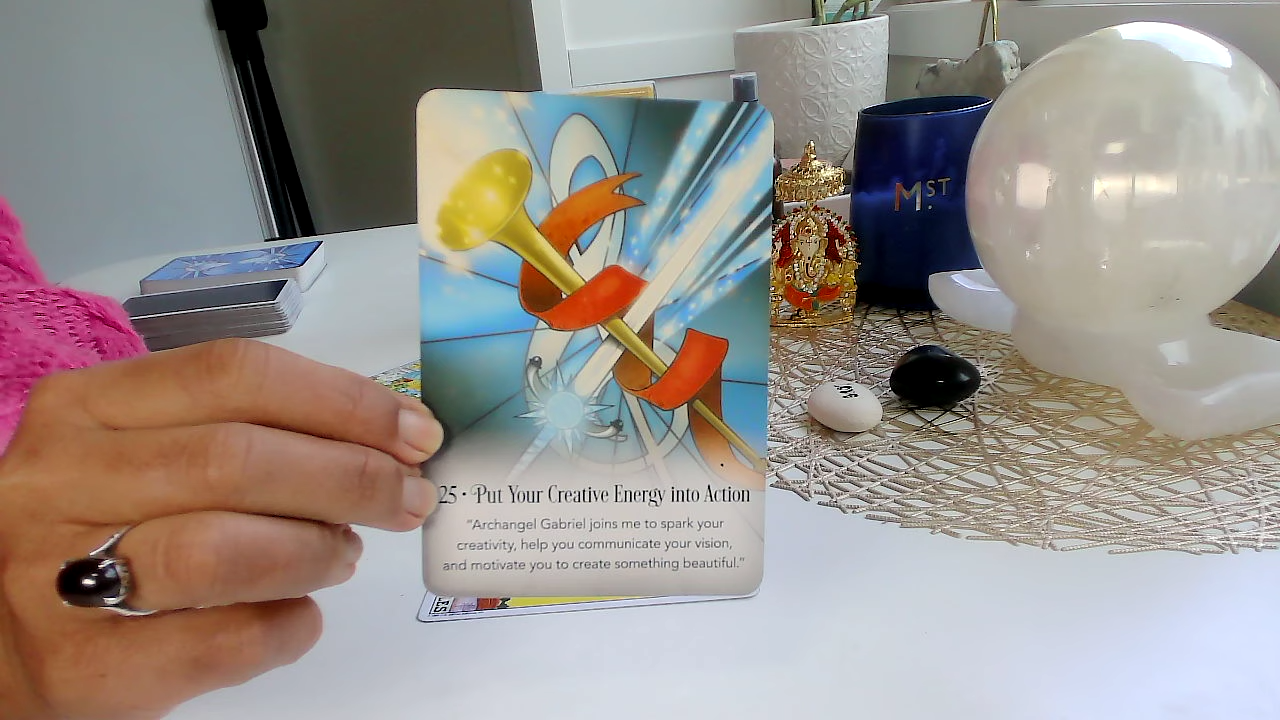 MST
25 • Put Your Creative Energy into Action
"Archangel Gabriel joins me to spark your
creativity, help you communicate your vision,
and motivate you to create something beautiful."